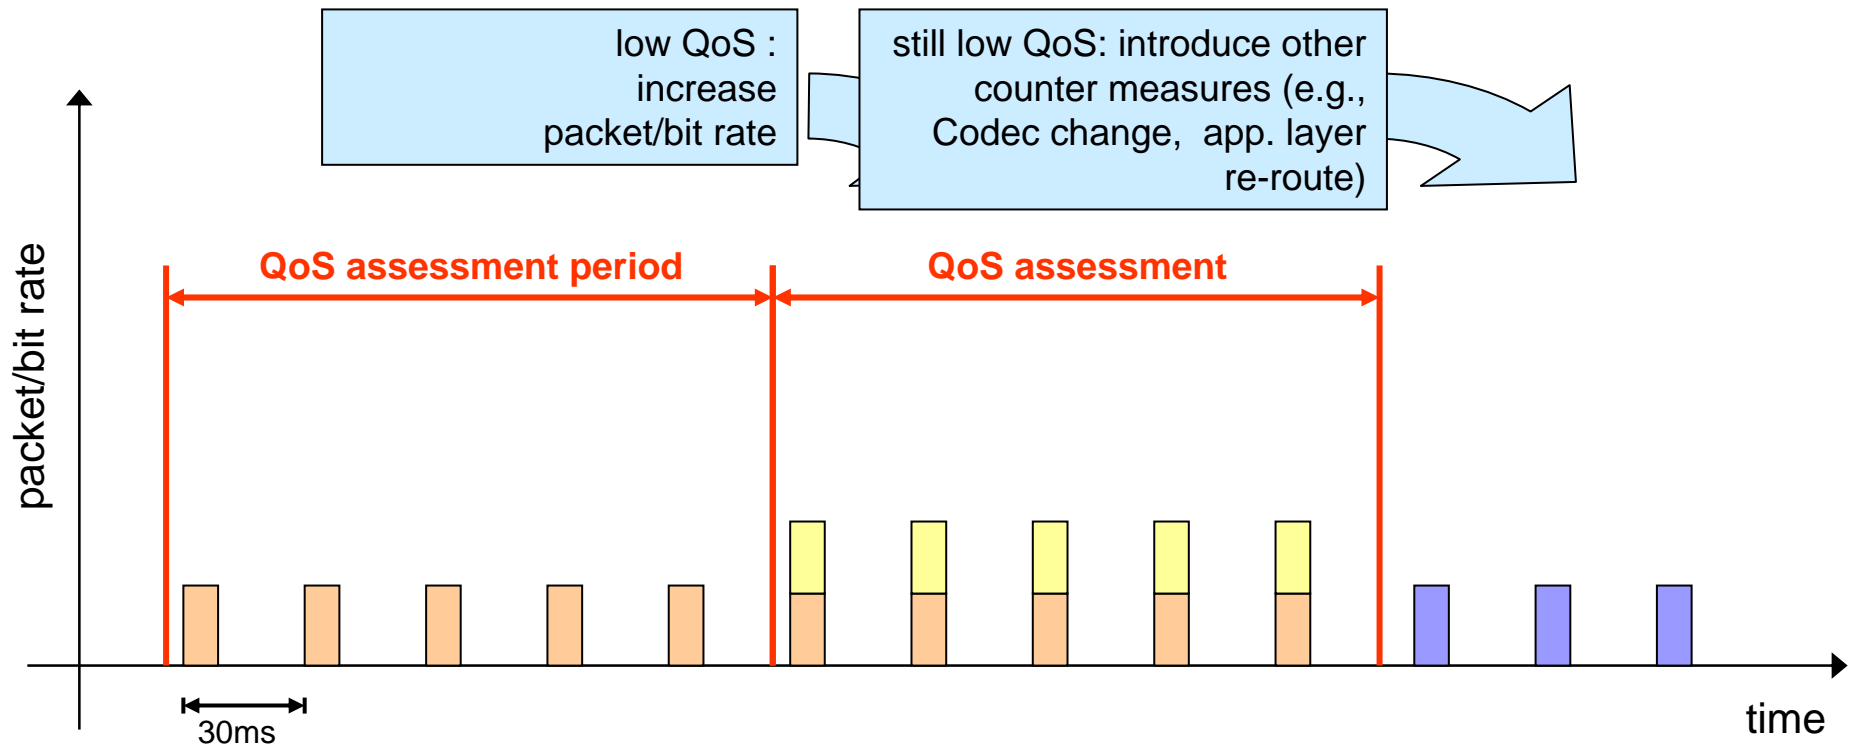 low QoS :
increase
packet/bit rate
still low QoS: introduce other
counter measures (e.g.,
Codec change, app. layer
re-route)
packet/bit rate
QoS assessment period
QoS assessment
30ms
time